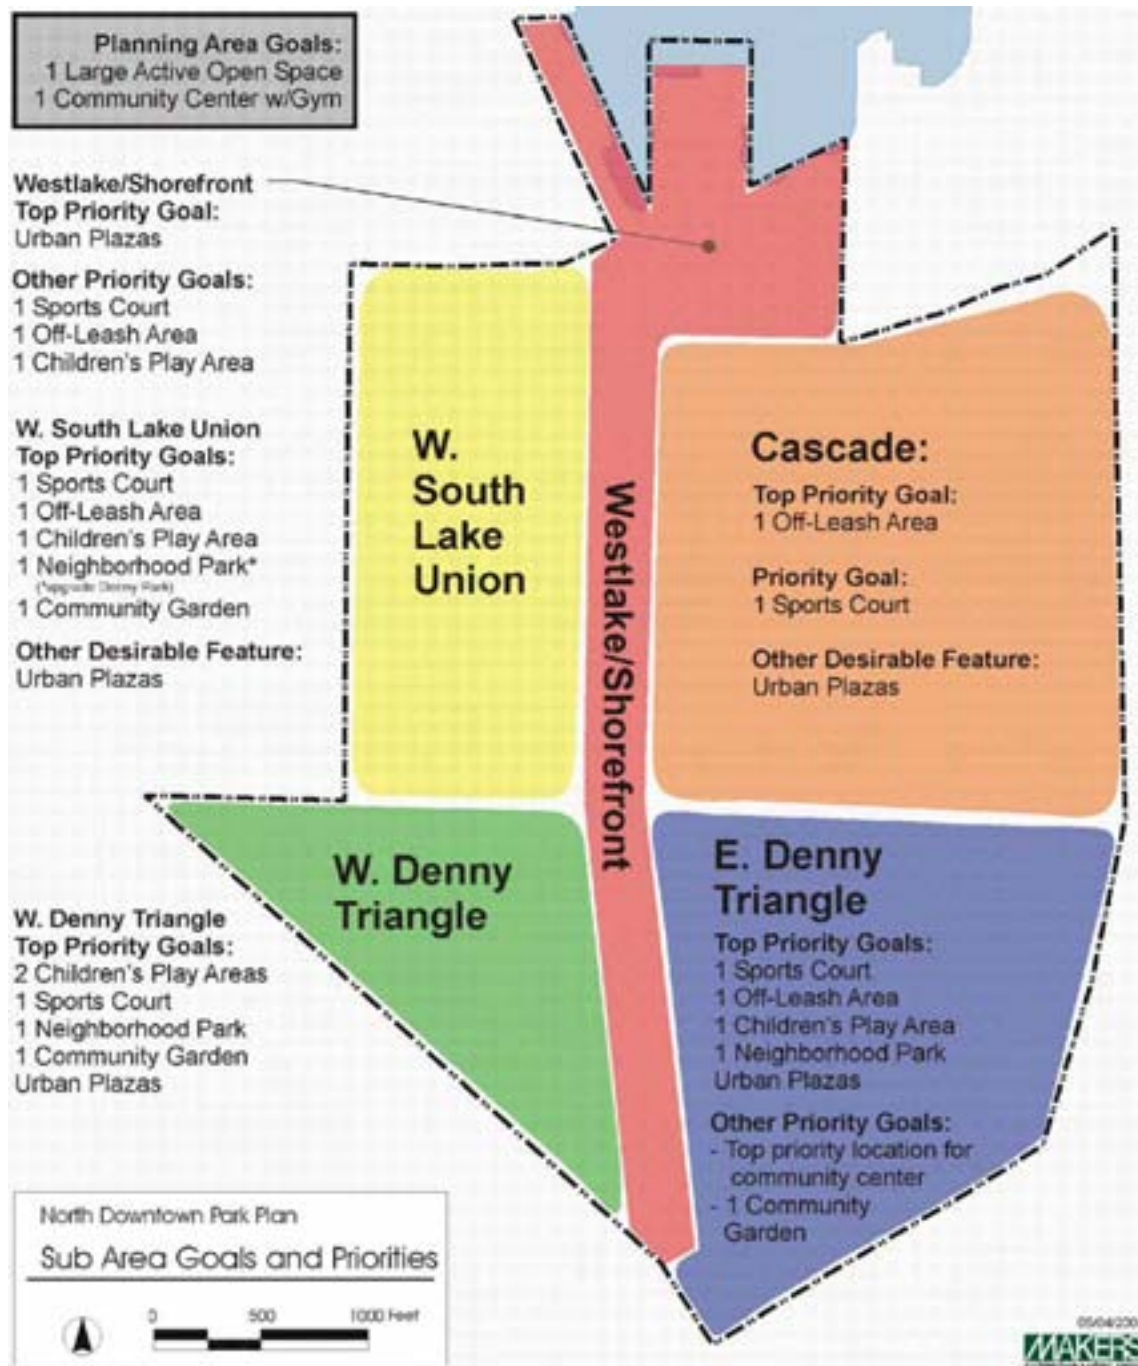 Planning Area Goals:
1 Large Active Open Space
1 Community Center w/Gym
Westlake/Shorefront
Top Priority Goal:
Urban Plazas
Other Priority Goals:
1 Sports Court
1 Off-Leash Area
1 Children's Play Area
W. South Lake Union
Top Priority Goals:
1 Sports Court
1 Off-Leash Area
1 Children's Play Area
1 Neighborhood Park*
(*upgrade Denny Park)
1 Community Garden
Other Desirable Feature:
Urban Plazas
W.
South
Lake
Union
Westlake/Shorefront
Cascade:
Top Priority Goal:
1 Off-Leash Area
Priority Goal:
1 Sports Court
Other Desirable Feature:
Urban Plazas
W. Denny
Triangle
W. Denny Triangle
Top Priority Goals:
2 Children's Play Areas
1 Sports Court
1 Neighborhood Park
1 Community Garden
Urban Plazas
E. Denny
Triangle
Top Priority Goals:
1 Sports Court
1 Off-Leash Area
1 Children's Play Area
1 Neighborhood Park
Urban Plazas
Other Priority Goals:
- Top priority location for
community center
- 1 Community
Garden
North Downtown Park Plan
Sub Area Goals and Priorities
0 500 1000 Feet
MAKERS